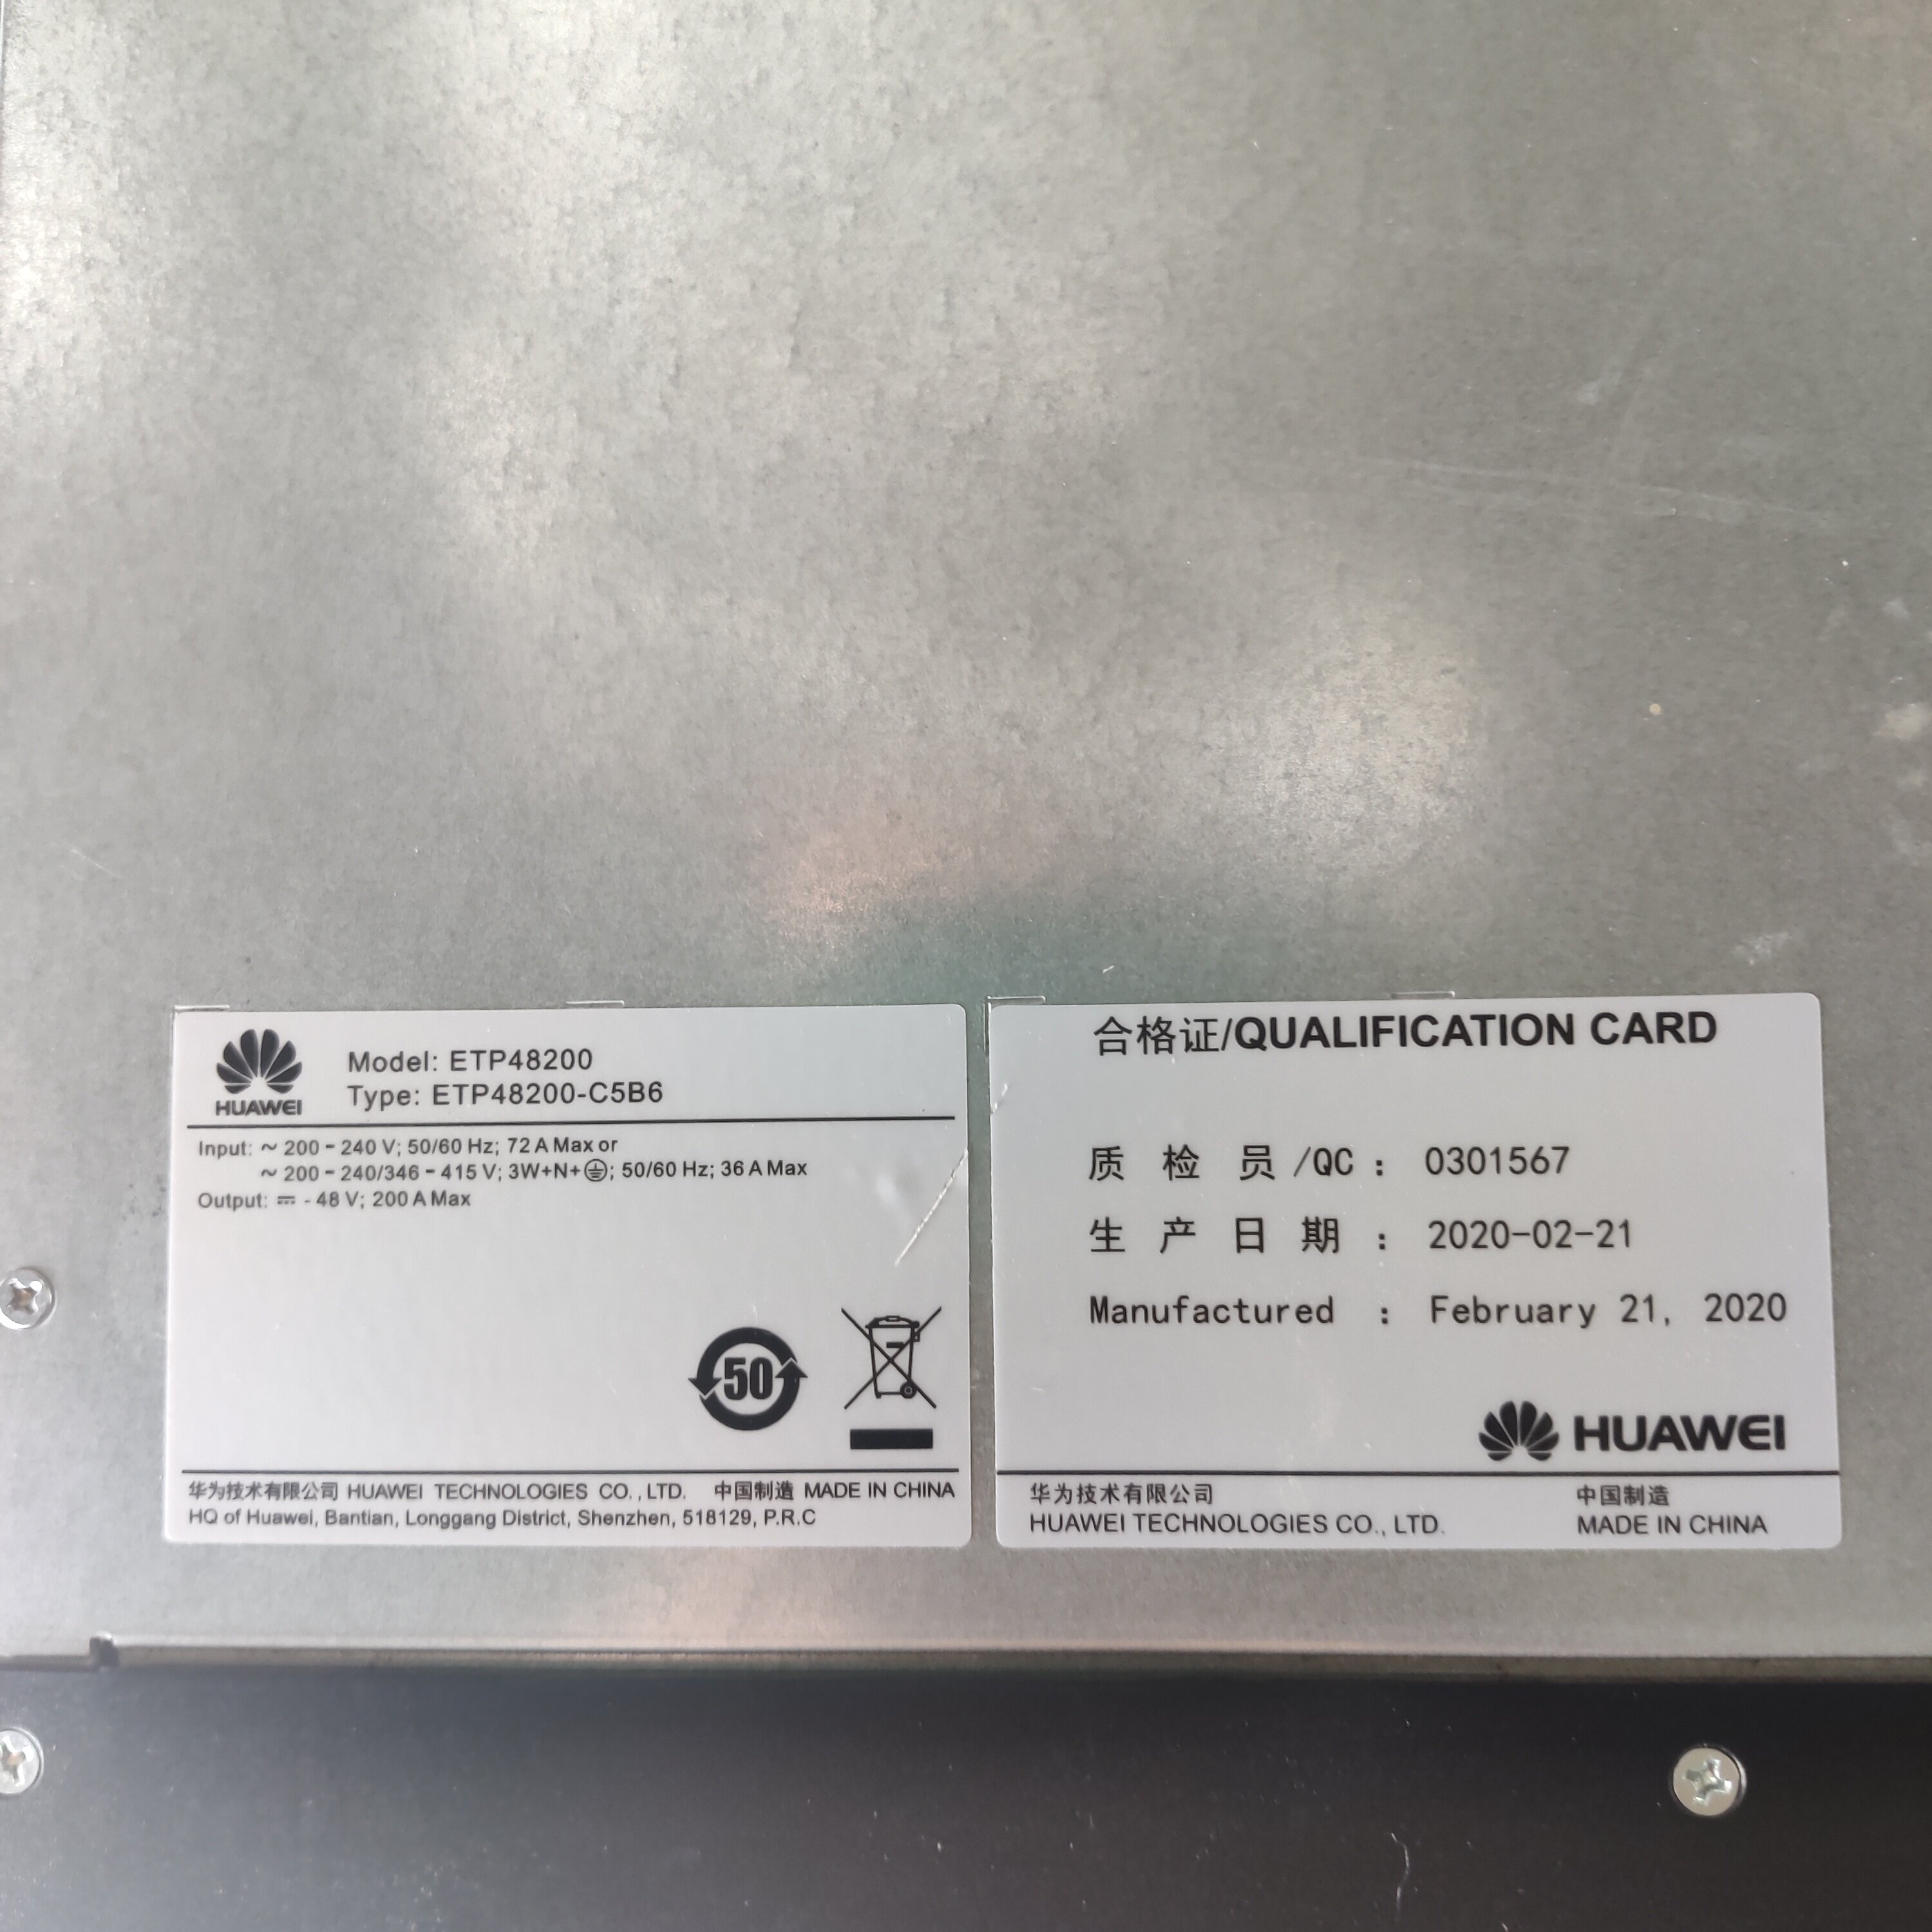 HUAWEI
Model: ETP48200
Type: ETP48200-C5B6
Input: ~ 200-240 V; 50/60 Hz; 72 A Max or
~ 200-240/346-415 V; 3W+N+⏚; 50/60 Hz; 36 A Max
Output: ⎓ -48 V; 200 A Max
50
华为技术有限公司 HUAWEI TECHNOLOGIES CO.,LTD. 中国制造 MADE IN CHINA
HQ of Huawei, Bantian, Longgang District, Shenzhen, 518129, P.R.C
合格证/QUALIFICATION CARD
质 检 员 /QC : 0301567
生 产 日 期 : 2020-02-21
Manufactured : February 21, 2020
HUAWEI
华为技术有限公司 中国制造
HUAWEI TECHNOLOGIES CO., LTD. MADE IN CHINA